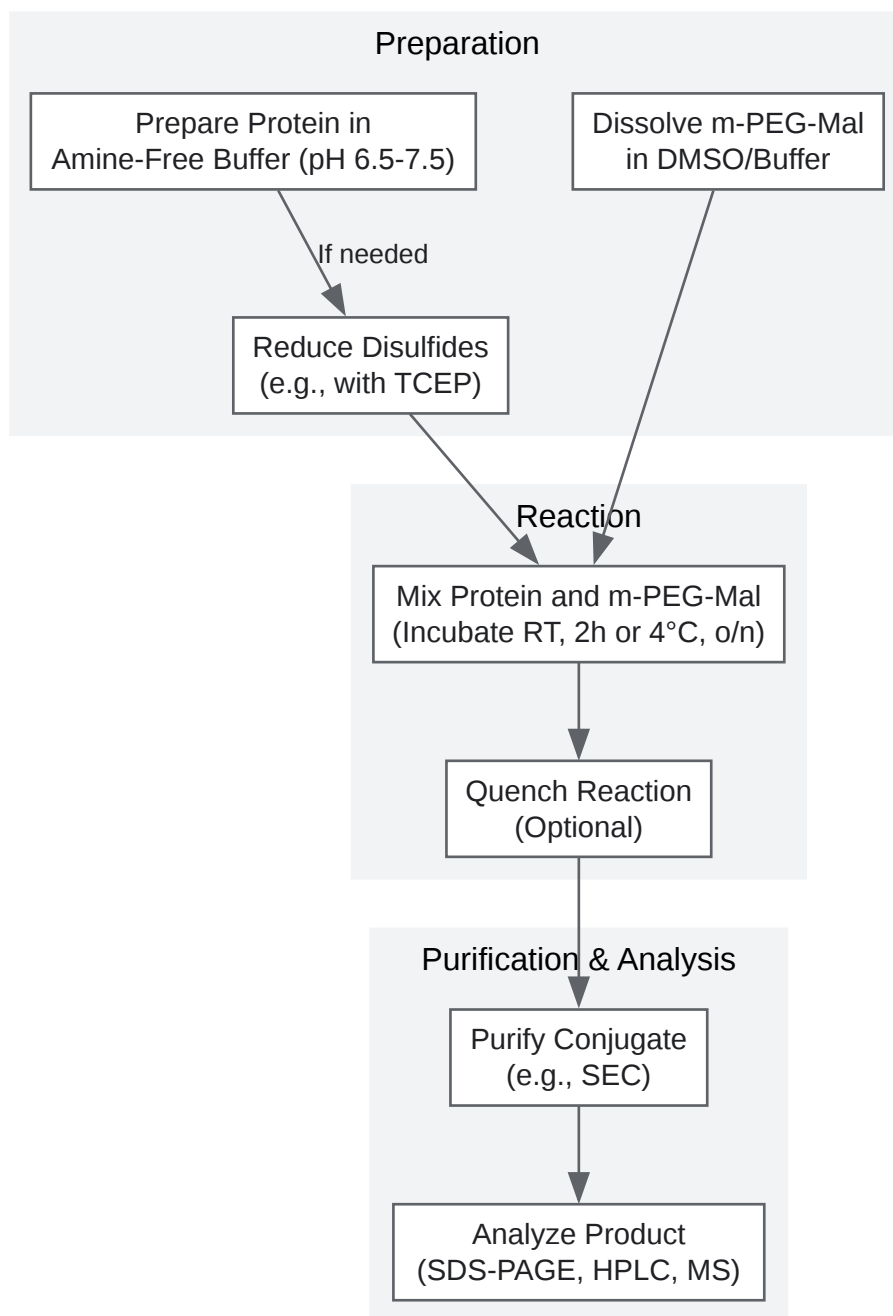 Preparation
Prepare Protein in
Amine-Free Buffer (pH 6.5-7.5)
Dissolve m-PEG-Mal
in DMSO/Buffer
If needed
Reduce Disulfides
(e.g., with TCEP)
Reaction
Mix Protein and m-PEG-Mal
(Incubate RT, 2h or 4°C, o/n)
Quench Reaction
(Optional)
Purification & Analysis
Purify Conjugate
(e.g., SEC)
Analyze Product
(SDS-PAGE, HPLC, MS)